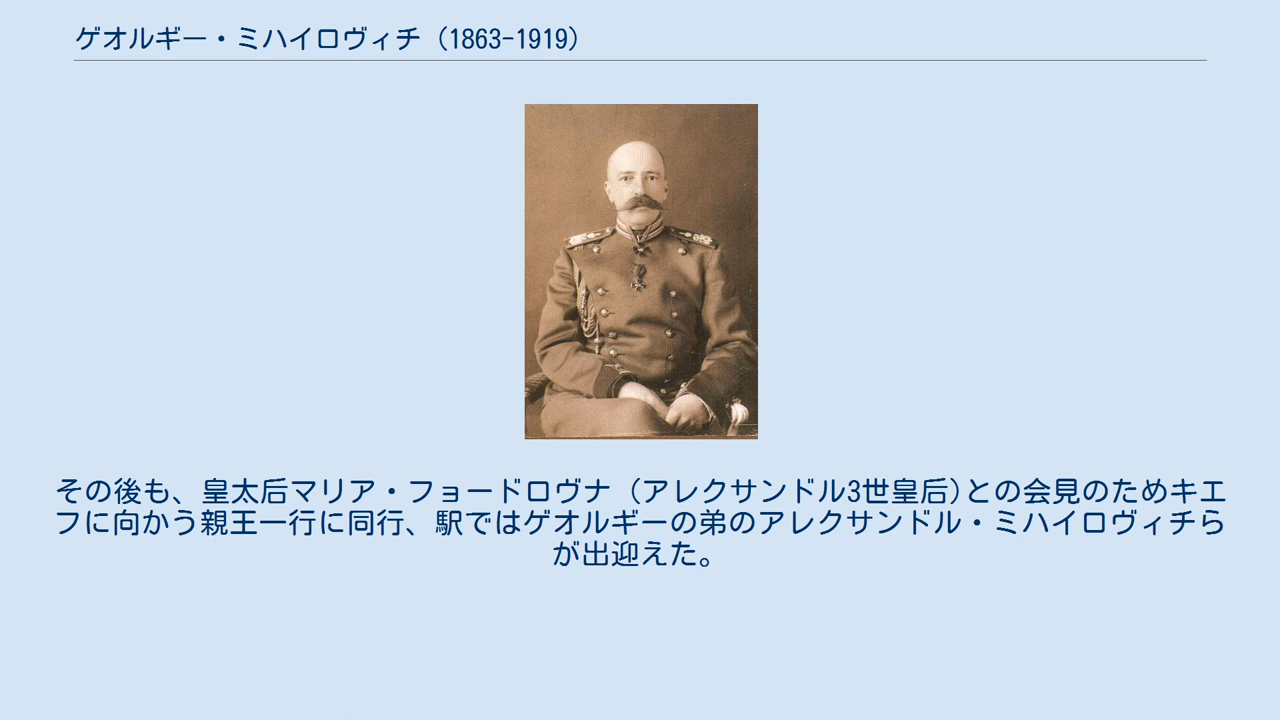 ゲオルギー・ミハイロヴィチ（1863-1919）
その後も、皇太后マリア・フョードロヴナ（アレクサンドル3世皇后)との会見のためキエ
フに向かう親王一行に同行、駅ではゲオルギーの弟のアレクサンドル・ミハイロヴィチら
が出迎えた。